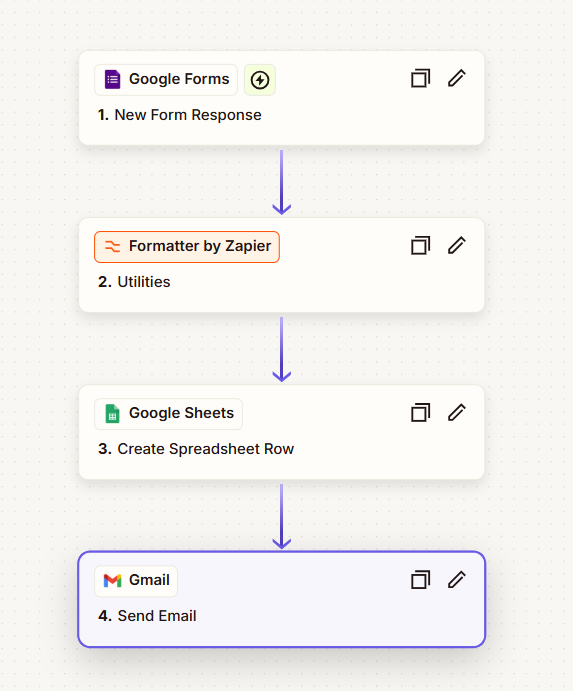 Google Forms
1. New Form Response
Formatter by Zapier
2. Utilities
Google Sheets
3. Create Spreadsheet Row
Gmail
4. Send Email